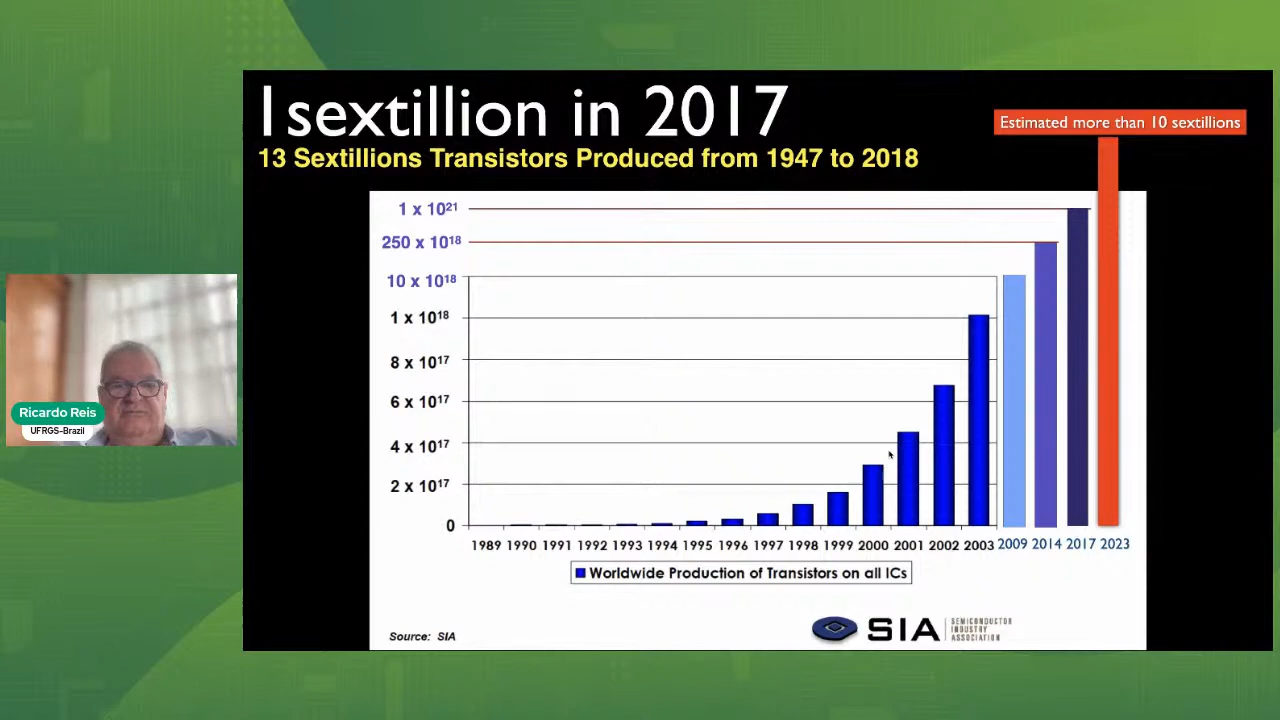 1sextillion in 2017
13 Sextillions Transistors Produced from 1947 to 2018
Estimated more than 10 sextillions
1 x 10²¹
250 x 10¹⁸
10 x 10¹⁸
1 x 10¹⁸
8 x 10¹⁷
6 x 10¹⁷
4 x 10¹⁷
2 x 10¹⁷
0
1989 1990 1991 1992 1993 1994 1995 1996 1997 1998 1999 2000 2001 2002 2003 2009 2014 2017 2023
Worldwide Production of Transistors on all ICs
Source: SIA
SIA
SEMICONDUCTOR
INDUSTRY
ASSOCIATION
Ricardo Reis
UFRGS-Brazil